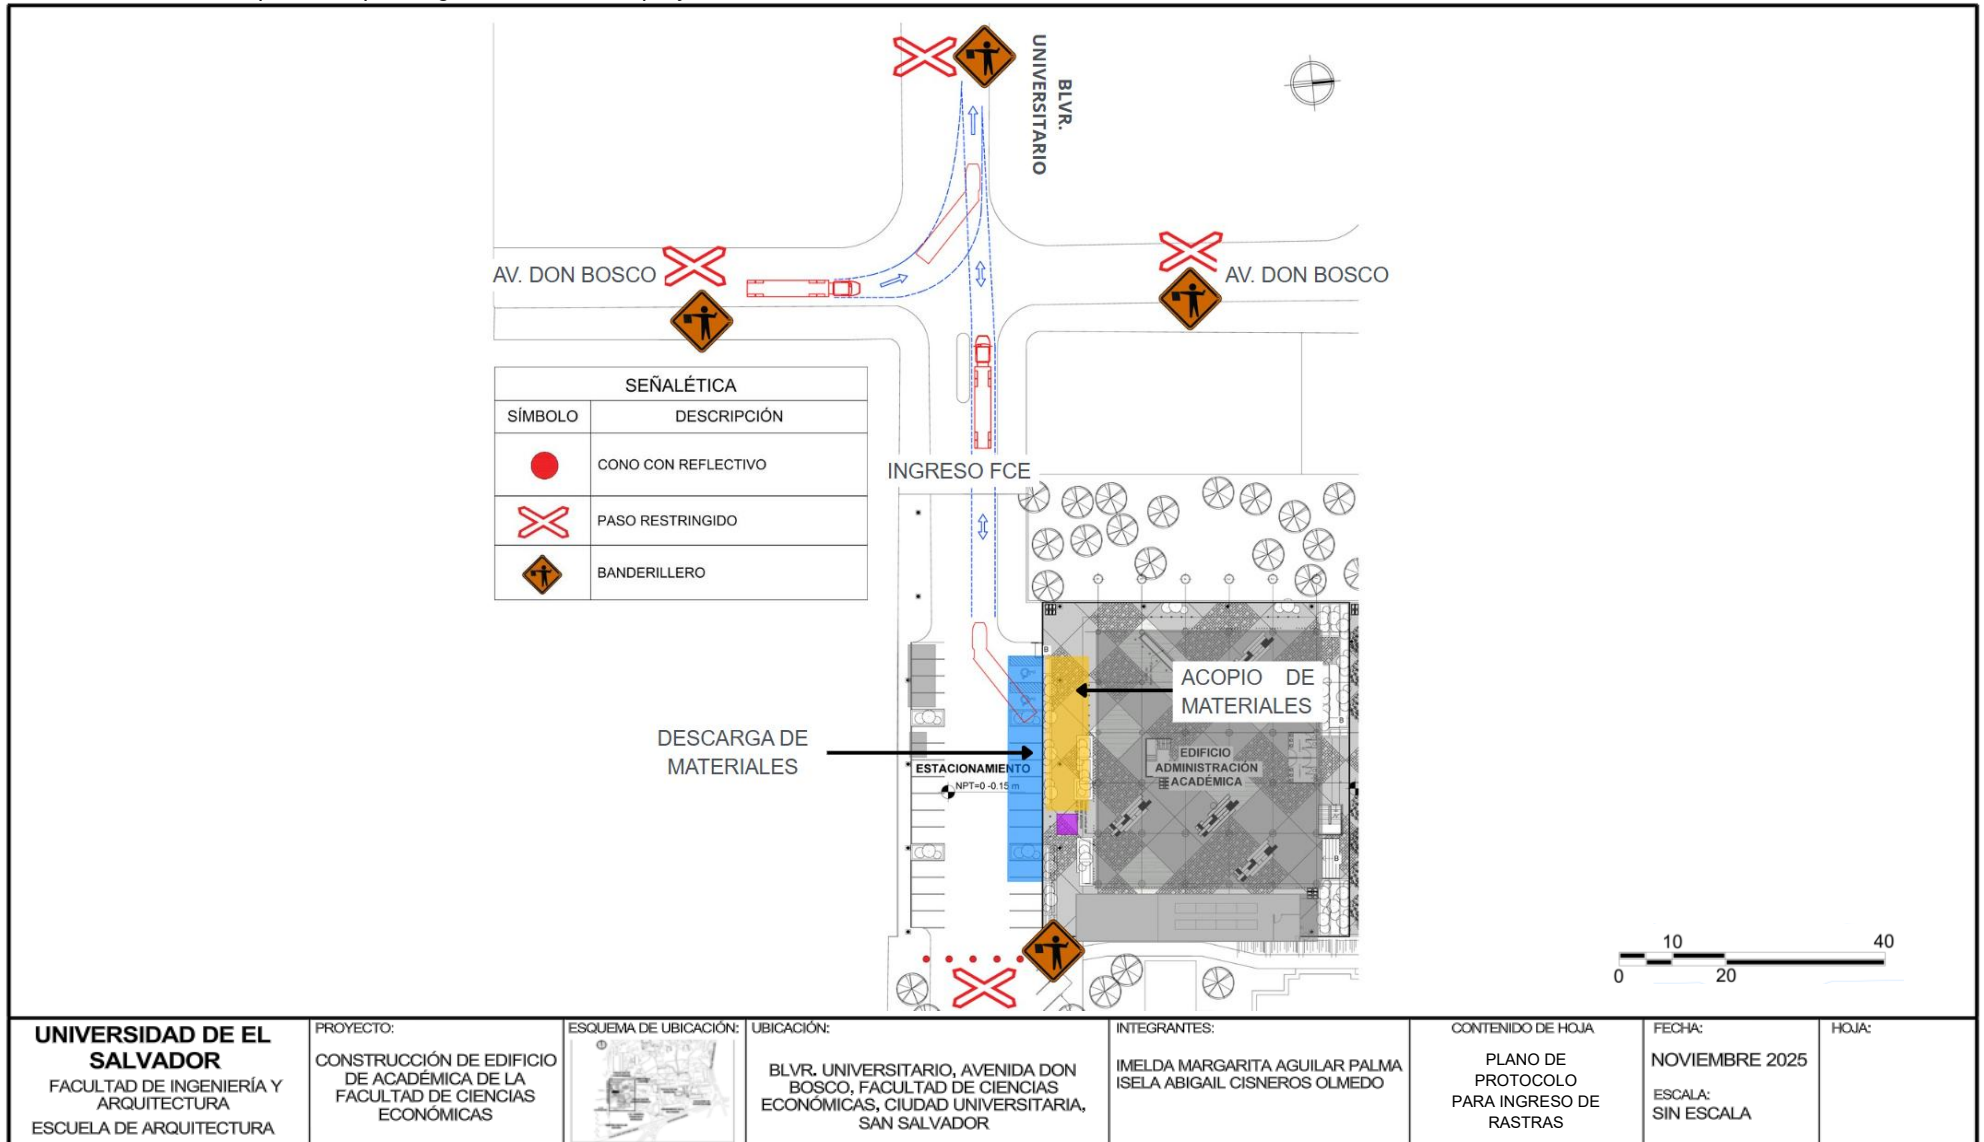 BLVR.
UNIVERSITARIO
AV. DON BOSCO
AV. DON BOSCO
SEÑALÉTICA
SÍMBOLO
DESCRIPCIÓN
CONO CON REFLECTIVO
PASO RESTRINGIDO
BANDERILLERO
INGRESO FCE
ACOPIO DE
MATERIALES
DESCARGA DE
MATERIALES
ESTACIONAMIENTO
NPT=0 -0.15 m
EDIFICIO
ADMINISTRACIÓN
ACADÉMICA
B
B
B
10
40
0
20
UNIVERSIDAD DE EL
SALVADOR
FACULTAD DE INGENIERÍA Y
ARQUITECTURA
ESCUELA DE ARQUITECTURA
PROYECTO:
CONSTRUCCIÓN DE EDIFICIO
DE ACADÉMICA DE LA
FACULTAD DE CIENCIAS
ECONÓMICAS
ESQUEMA DE UBICACIÓN:
UBICACIÓN:
BLVR. UNIVERSITARIO, AVENIDA DON
BOSCO, FACULTAD DE CIENCIAS
ECONÓMICAS, CIUDAD UNIVERSITARIA,
SAN SALVADOR
INTEGRANTES:
IMELDA MARGARITA AGUILAR PALMA
ISELA ABIGAIL CISNEROS OLMEDO
CONTENIDO DE HOJA
PLANO DE
PROTOCOLO
PARA INGRESO DE
RASTRAS
FECHA:
NOVIEMBRE 2025
ESCALA:
SIN ESCALA
HOJA: